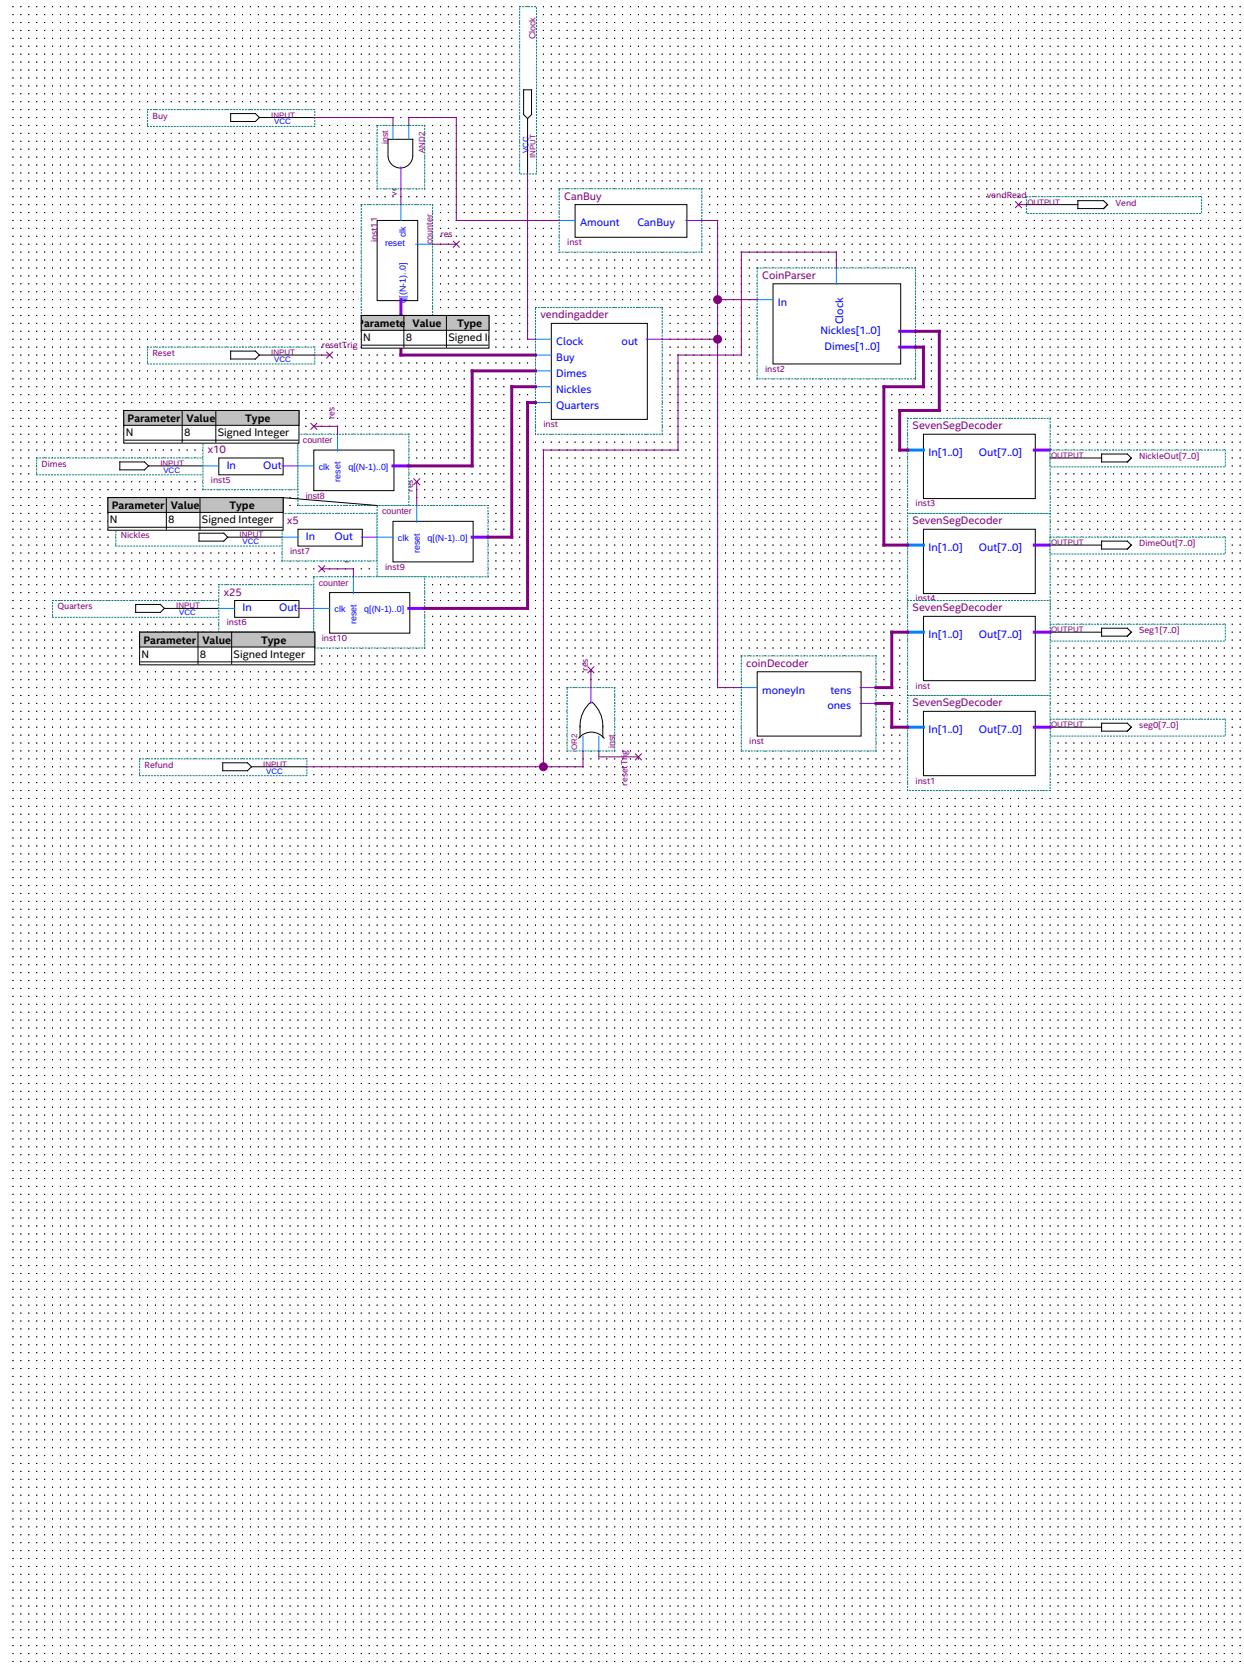 Clock
VCC
INPUT
Buy
INPUT
VCC
inst
AND2
v
inst11
clk
reset
q[(N-1)..0]
counter
res
CanBuy
Amount CanBuy
inst
vendRead
OUTPUT
Vend
CoinParser
In
Clock
Nickles[1..0]
Dimes[1..0]
inst2
Parameter Value Type
N 8 Signed I
vendingadder
Clock out
Buy
Dimes
Nickles
Quarters
inst
Reset
INPUT
VCC
resetTrig
Parameter Value Type
N 8 Signed Integer
res
Dimes
INPUT
VCC
x10
In Out
inst5
counter
clk q[(N-1)..0]
reset
inst8
Parameter Value Type
N 8 Signed Integer
res
Nickles
INPUT
VCC
x5
In Out
inst7
counter
clk q[(N-1)..0]
reset
inst9
Quarters
INPUT
VCC
x25
In Out
inst6
counter
clk q[(N-1)..0]
reset
inst10
Parameter Value Type
N 8 Signed Integer
SevenSegDecoder
In[1..0] Out[7..0]
inst3
OUTPUT
NickleOut[7..0]
SevenSegDecoder
In[1..0] Out[7..0]
inst4
OUTPUT
DimeOut[7..0]
SevenSegDecoder
In[1..0] Out[7..0]
inst
OUTPUT
Seg1[7..0]
coinDecoder
moneyIn tens
ones
inst
SevenSegDecoder
In[1..0] Out[7..0]
inst1
OUTPUT
seg0[7..0]
res
OR2
inst
resetTrig
Refund
INPUT
VCC